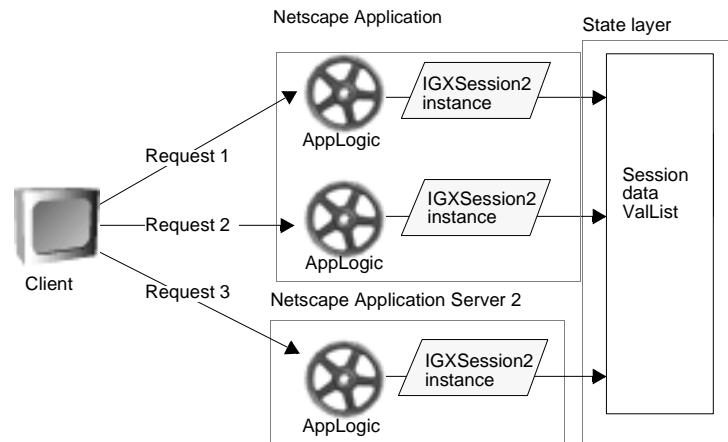 Netscape Application
State layer
IGXSession2
instance
AppLogic
Request 1
IGXSession2
instance
Session
data
ValList
Request 2
AppLogic
Client
Request 3
Netscape Application Server 2
IGXSession2
instance
AppLogic